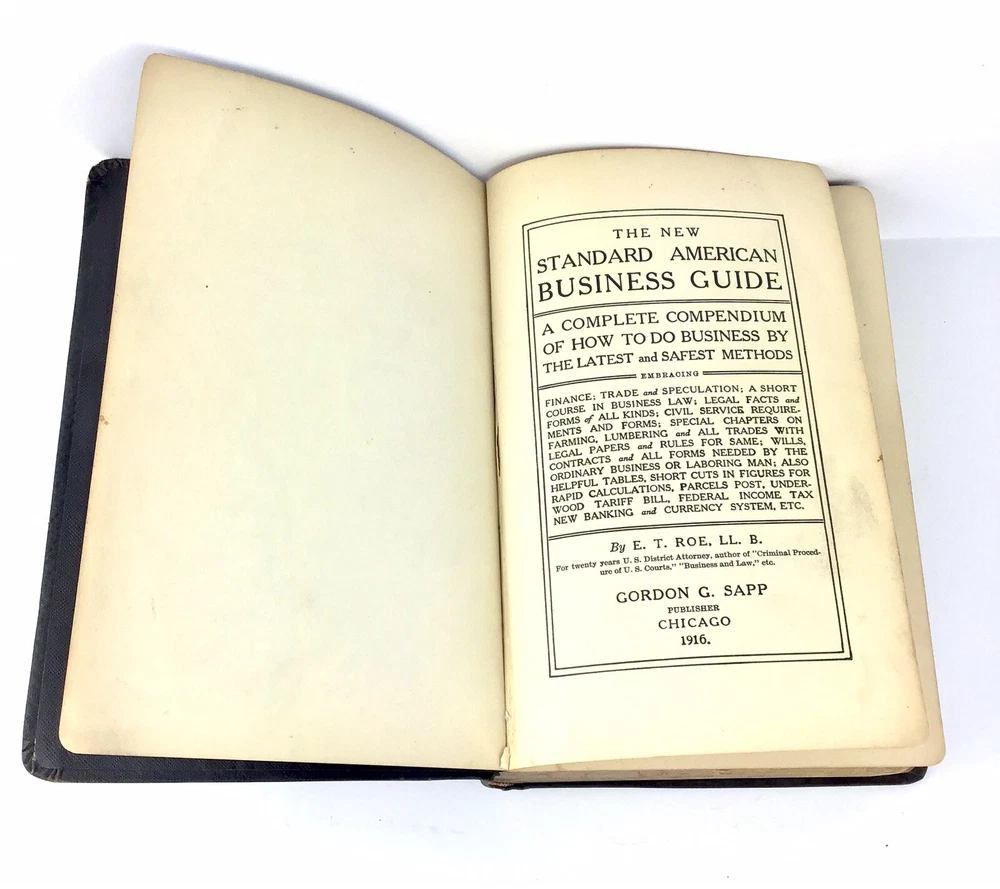 THE NEW
STANDARD AMERICAN
BUSINESS GUIDE
A COMPLETE COMPENDIUM
OF HOW TO DO BUSINESS BY
THE LATEST and SAFEST METHODS
EMBRACING
FINANCE; TRADE and SPECULATION; A SHORT
COURSE IN BUSINESS LAW; LEGAL FACTS and
FORMS of ALL KINDS; CIVIL SERVICE REQUIRE-
MENTS AND FORMS; SPECIAL CHAPTERS ON
FARMING, LUMBERING and ALL TRADES WITH
LEGAL PAPERS and RULES FOR SAME; WILLS,
CONTRACTS and ALL FORMS NEEDED BY THE
ORDINARY BUSINESS OR LABORING MAN; ALSO
HELPFUL TABLES, SHORT CUTS IN FIGURES FOR
RAPID CALCULATIONS, PARCELS POST, UNDER-
WOOD TARIFF BILL, FEDERAL INCOME TAX
NEW BANKING and CURRENCY SYSTEM, ETC.
By E. T. ROE, LL. B.
For twenty years U. S. District Attorney, author of "Criminal Proced-
ure of U. S. Courts," "Business and Law," etc.
GORDON G. SAPP
PUBLISHER
CHICAGO
1916.